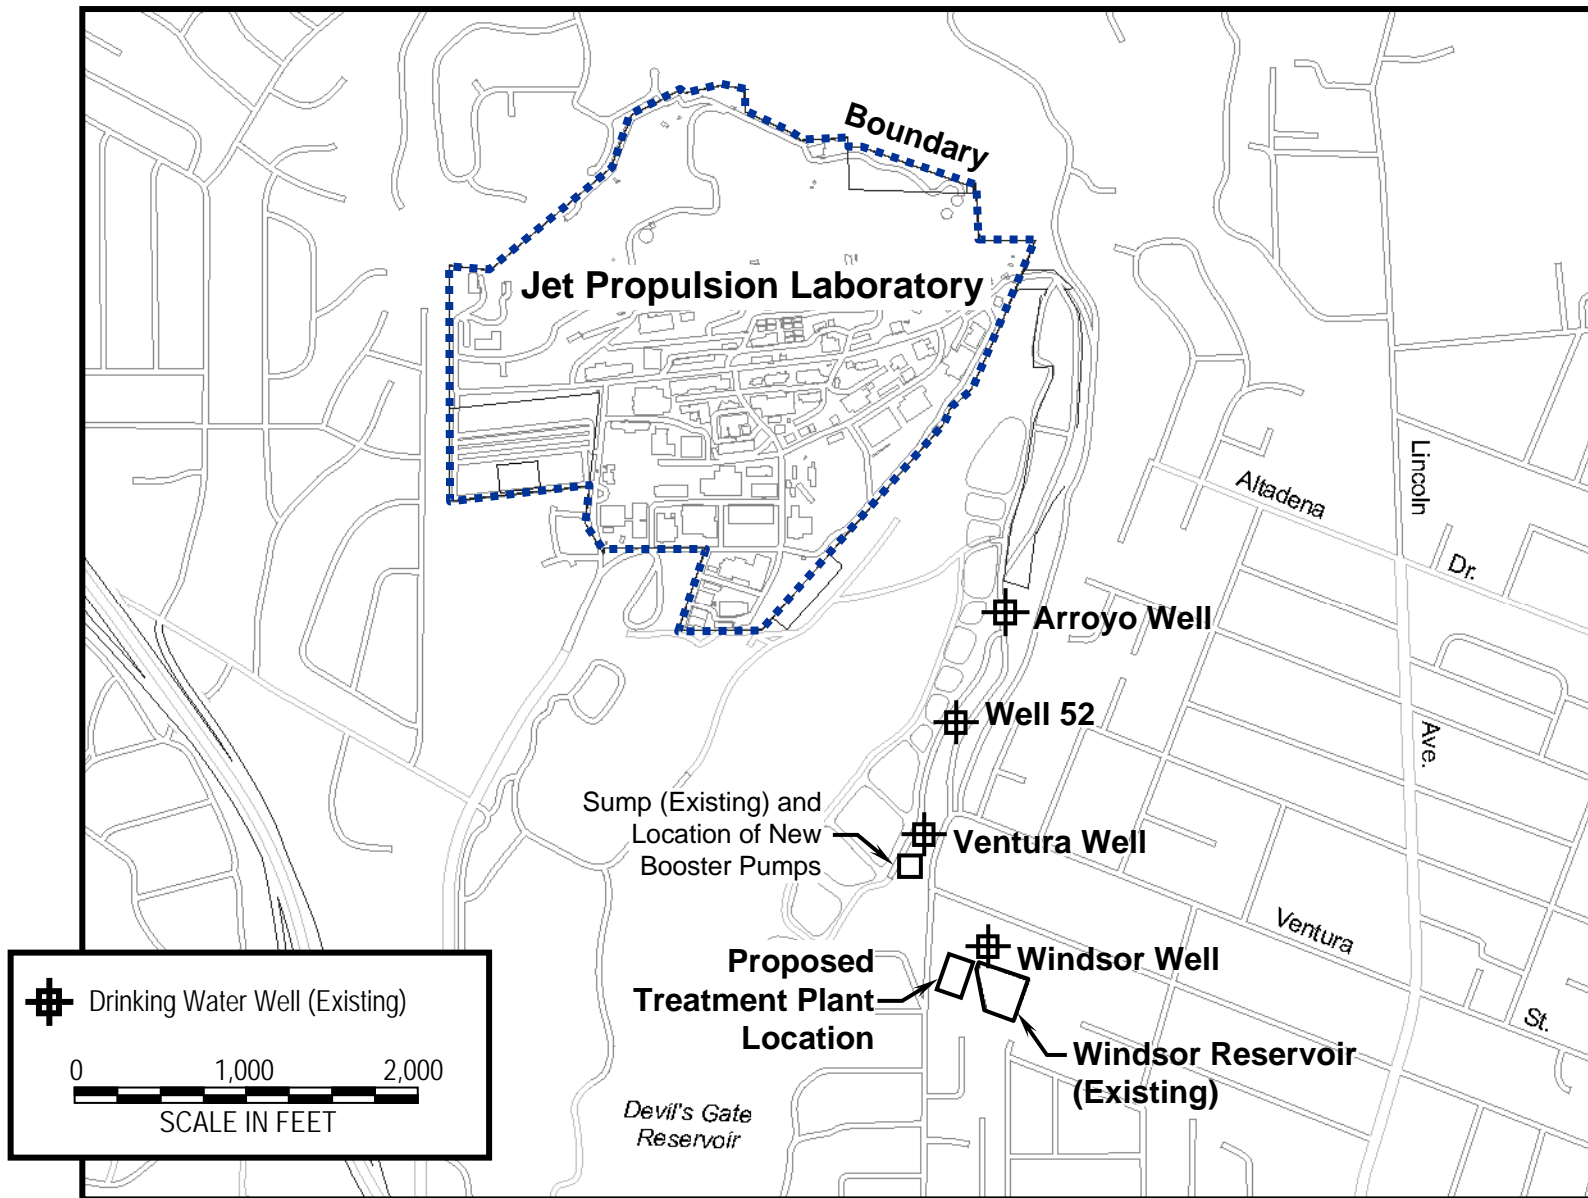 Boundary
Jet Propulsion Laboratory
Lincoln
Ave.
Altadena
Dr.
Arroyo Well
Well 52
Sump (Existing) and
Location of New
Booster Pumps
Ventura Well
Ventura
St.
Windsor Well
Proposed
Treatment Plant
Location
Windsor Reservoir
(Existing)
Devil's Gate
Reservoir
Drinking Water Well (Existing)
0 1,000 2,000
SCALE IN FEET